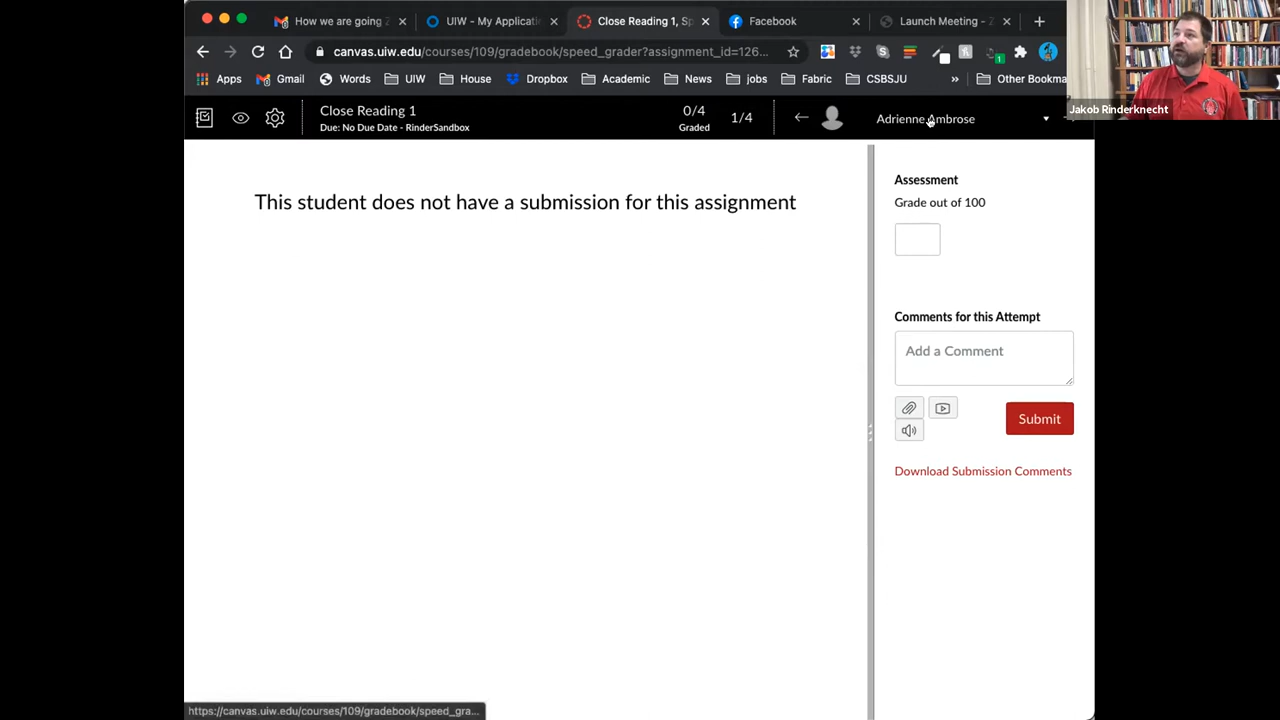 How we are going
UIW - My Applicati
Close Reading 1, Sp
Facebook
Launch Meeting - Z
canvas.uiw.edu/courses/109/gradebook/speed_grader?assignment_id=126...
Apps
Gmail
Words
UIW
House
Dropbox
Academic
News
jobs
Fabric
CSBSJU
»
Other Bookma
Jakob Rinderknecht
Close Reading 1
Due: No Due Date - RinderSandbox
0/4
Graded
1/4
Adrienne Ambrose
This student does not have a submission for this assignment
Assessment
Grade out of 100
Comments for this Attempt
Add a Comment
Submit
Download Submission Comments
https://canvas.uiw.edu/courses/109/gradebook/speed_gra...